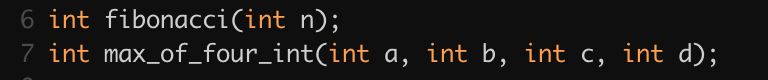 6 int fibonacci(int n);
7 int max_of_four_int(int a, int b, int c, int d);